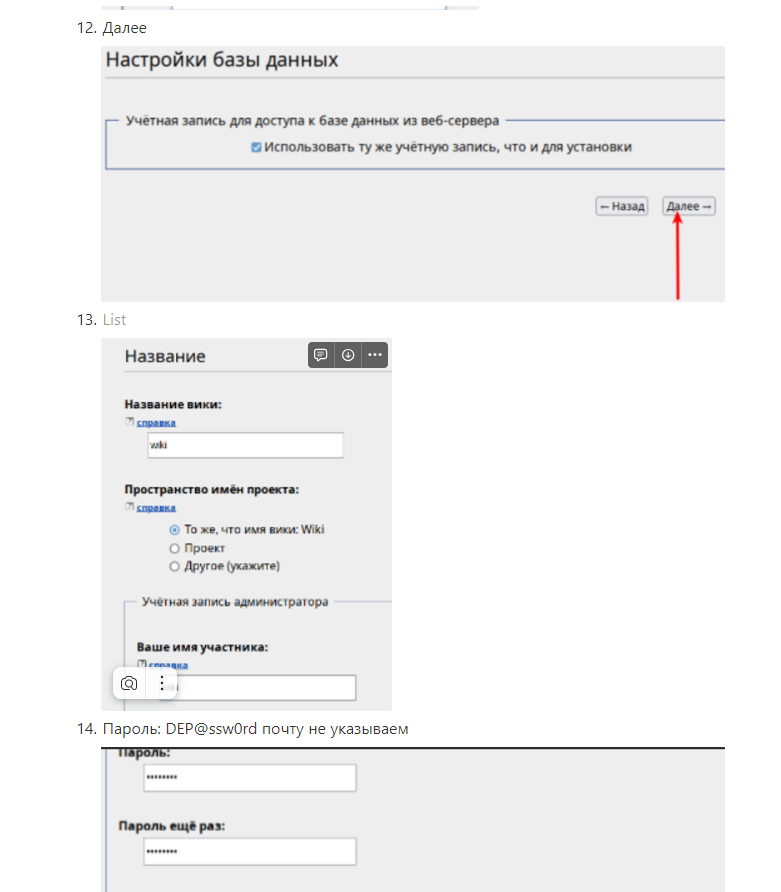 12. Далее
Настройки базы данных
Учётная запись для доступа к базе данных из веб-сервера
Использовать ту же учётную запись, что и для установки
← Назад
Далее →
13. List
Название
Название вики:
справка
wiki
Пространство имён проекта:
справка
То же, что имя вики: Wiki
Проект
Другое (укажите)
Учётная запись администратора
Ваше имя участника:
справка
14. Пароль: DEP@ssw0rd почту не указываем
Пароль:
••••••••
Пароль ещё раз:
••••••••